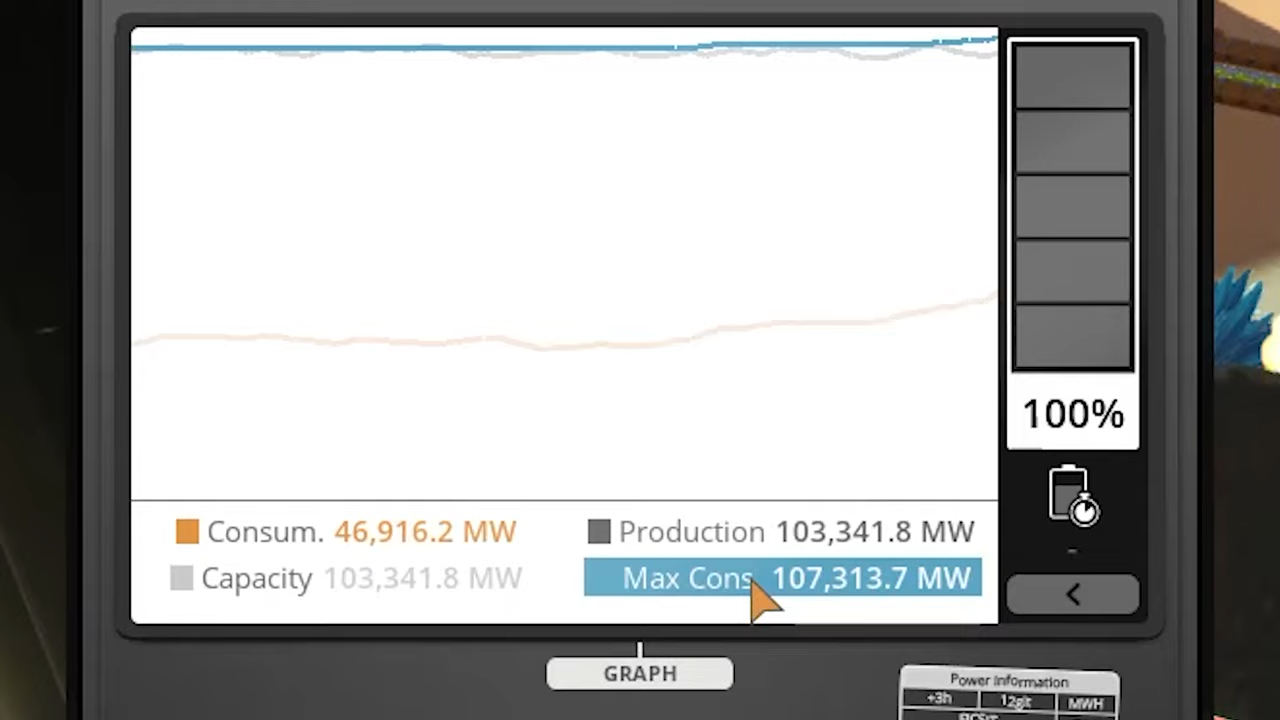 100%
Consum. 46,916.2 MW
Production 103,341.8 MW
Capacity 103,341.8 MW
Max Cons. 107,313.7 MW
-
<
GRAPH
Power Information
+3h
MWH